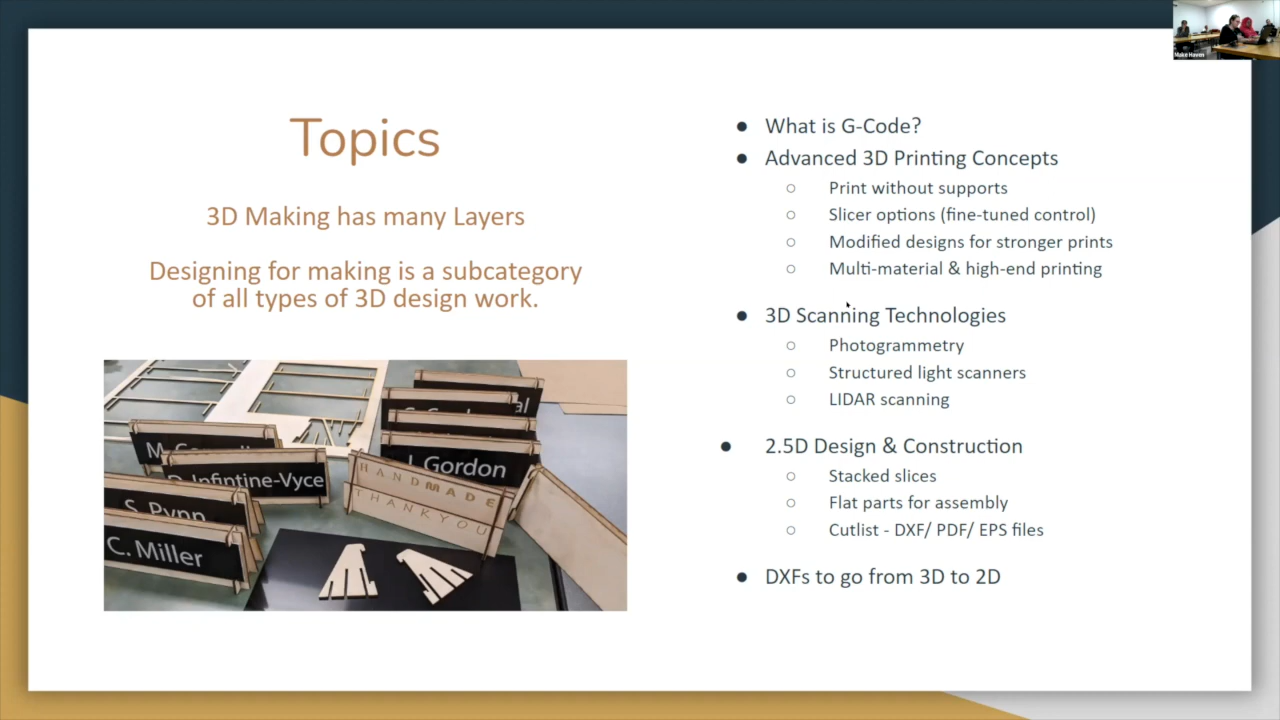 Topics
3D Making has many Layers
Designing for making is a subcategory
of all types of 3D design work.
M.
D. Infintine-Vyce
S. Pynn
C. Miller
J. Gordon
HANDMADE
THANKYOU
● What is G-Code?
● Advanced 3D Printing Concepts
○ Print without supports
○ Slicer options (fine-tuned control)
○ Modified designs for stronger prints
○ Multi-material & high-end printing
● 3D Scanning Technologies
○ Photogrammetry
○ Structured light scanners
○ LIDAR scanning
● 2.5D Design & Construction
○ Stacked slices
○ Flat parts for assembly
○ Cutlist - DXF/ PDF/ EPS files
● DXFs to go from 3D to 2D
Make Haven